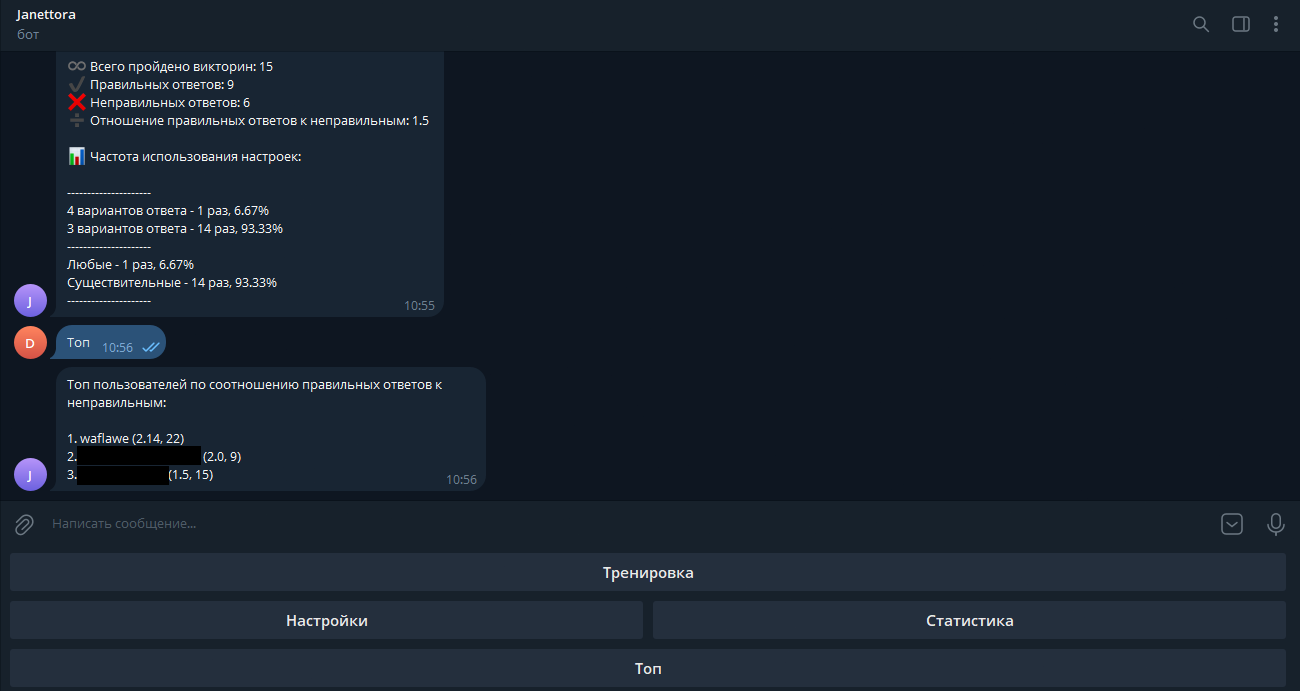 Janettora
бот
Всего пройдено викторин: 15
Правильных ответов: 9
Неправильных ответов: 6
Отношение правильных ответов к неправильным: 1.5
Частота использования настроек:
---------------------
4 вариантов ответа - 1 раз, 6.67%
3 вариантов ответа - 14 раз, 93.33%
---------------------
Любые - 1 раз, 6.67%
Существительные - 14 раз, 93.33%
---------------------
10:55
J
D
Топ 10:56
Топ пользователей по соотношению правильных ответов к
неправильным:
1. waflawe (2.14, 22)
2. (2.0, 9)
3. (1.5, 15)
10:56
J
Написать сообщение...
Тренировка
Настройки
Статистика
Топ